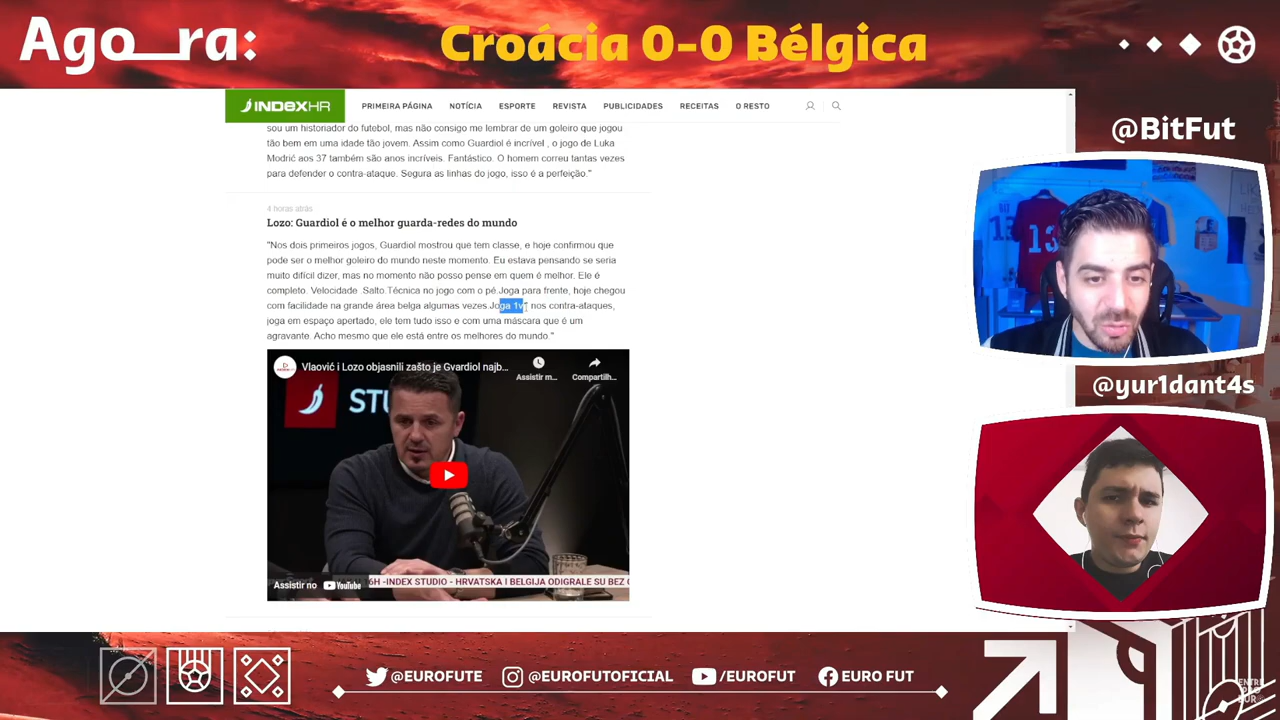 Ago_ra:
Croácia 0-0 Bélgica
INDEXHR
PRIMEIRA PÁGINA NOTÍCIA ESPORTE REVISTA PUBLICIDADES RECEITAS O RESTO
sou um historiador do futebol, mas não consigo me lembrar de um goleiro que jogou
tão bem em uma idade tão jovem. Assim como Guardiol é incrível , o jogo de Luka
Modrić aos 37 também são anos incríveis. Fantástico. O homem correu tantas vezes
para defender o contra-ataque. Segura as linhas do jogo, isso é a perfeição."
4 horas atrás
Lozo: Guardiol é o melhor guarda-redes do mundo
"Nos dois primeiros jogos, Guardiol mostrou que tem classe, e hoje confirmou que
pode ser o melhor goleiro do mundo neste momento. Eu estava pensando se seria
muito difícil dizer, mas no momento não posso pense em quem é melhor. Ele é
completo. Velocidade. Salto.Técnica no jogo com o pé.Joga para frente, hoje chegou
com facilidade na grande área belga algumas vezes.Joga 1v nos contra-ataques,
joga em espaço apertado, ele tem tudo isso e com uma máscara que é um
agravante. Acho mesmo que ele está entre os melhores do mundo."
Vlaović i Lozo objasnili zašto je Gvardiol najb...
Assistir m...
Compartilh...
STU
Assistir no YouTube
16H -INDEX STUDIO - HRVATSKA I BELGIJA ODIGRALE SU BEZ
@BitFut
13
@yur1dant4s
@EUROFUTE
@EUROFUTOFICIAL
/EUROFUT
EURO FUT